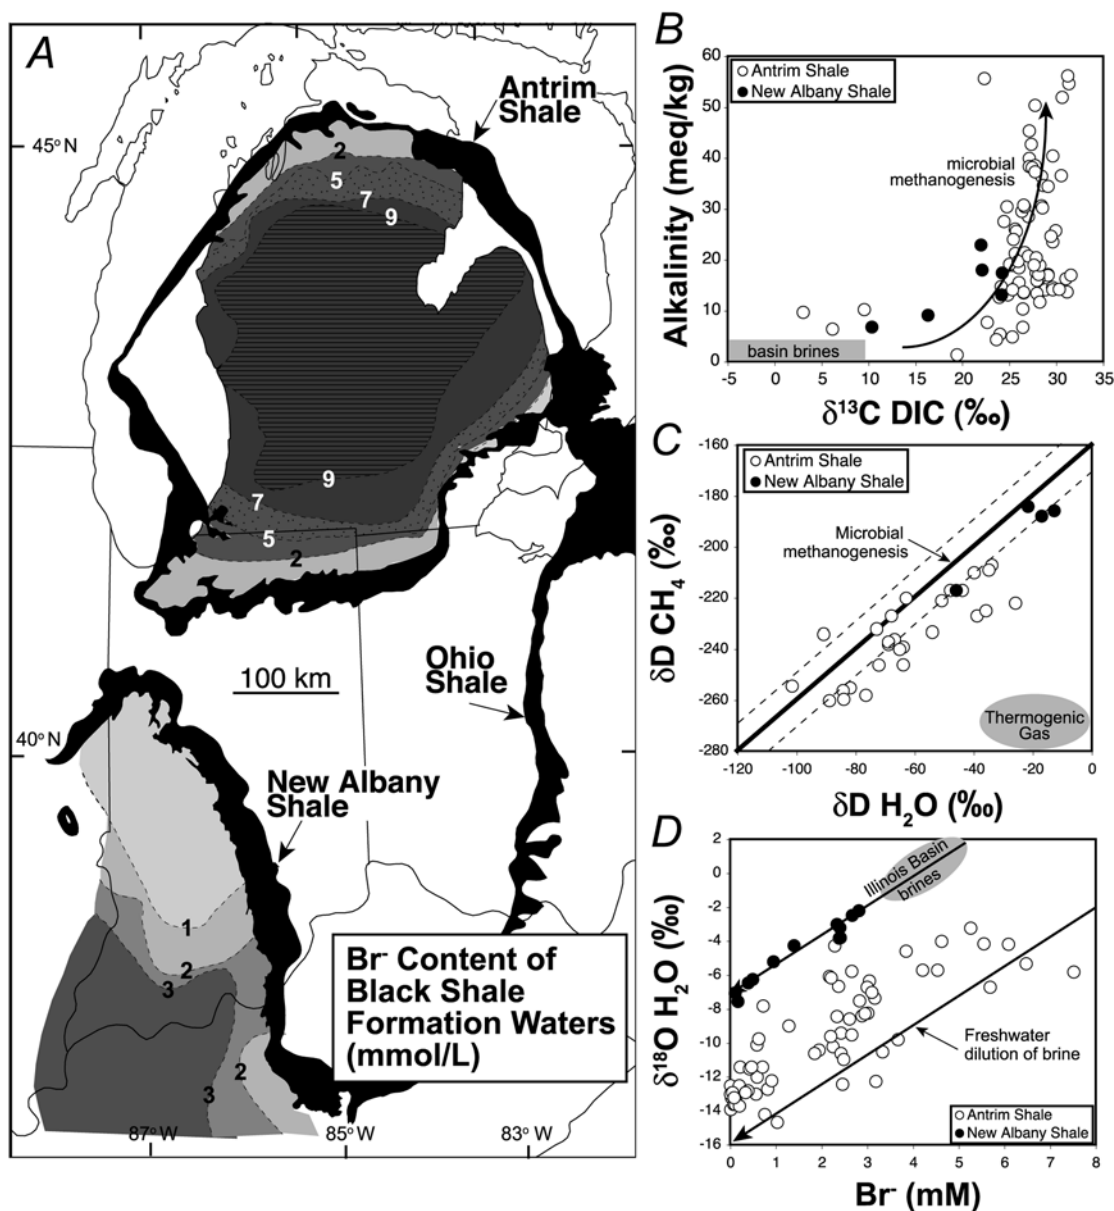 A
Antrim
Shale
45°N
2
5
7
9
9
7
5
2
100 km
Ohio
Shale
40°N
New Albany
Shale
1
2
3
2
3
Br- Content of
Black Shale
Formation Waters
(mmol/L)
87°W
85°W
83°W
B
Alkalinity (meq/kg)
60
50
40
30
20
10
0
Antrim Shale
New Albany Shale
microbial
methanogenesis
basin brines
-5 0 5 10 15 20 25 30 35
δ13C DIC (‰)
C
δD CH4 (‰)
-160
-180
-200
-220
-240
-260
-280
Antrim Shale
New Albany Shale
Microbial
methanogenesis
Thermogenic
Gas
-120 -100 -80 -60 -40 -20 0
δD H2O (‰)
D
δ18O H2O (‰)
2
0
-2
-4
-6
-8
-10
-12
-14
-16
Illinois Basin
brines
Freshwater
dilution of brine
Antrim Shale
New Albany Shale
0 1 2 3 4 5 6 7 8
Br- (mM)